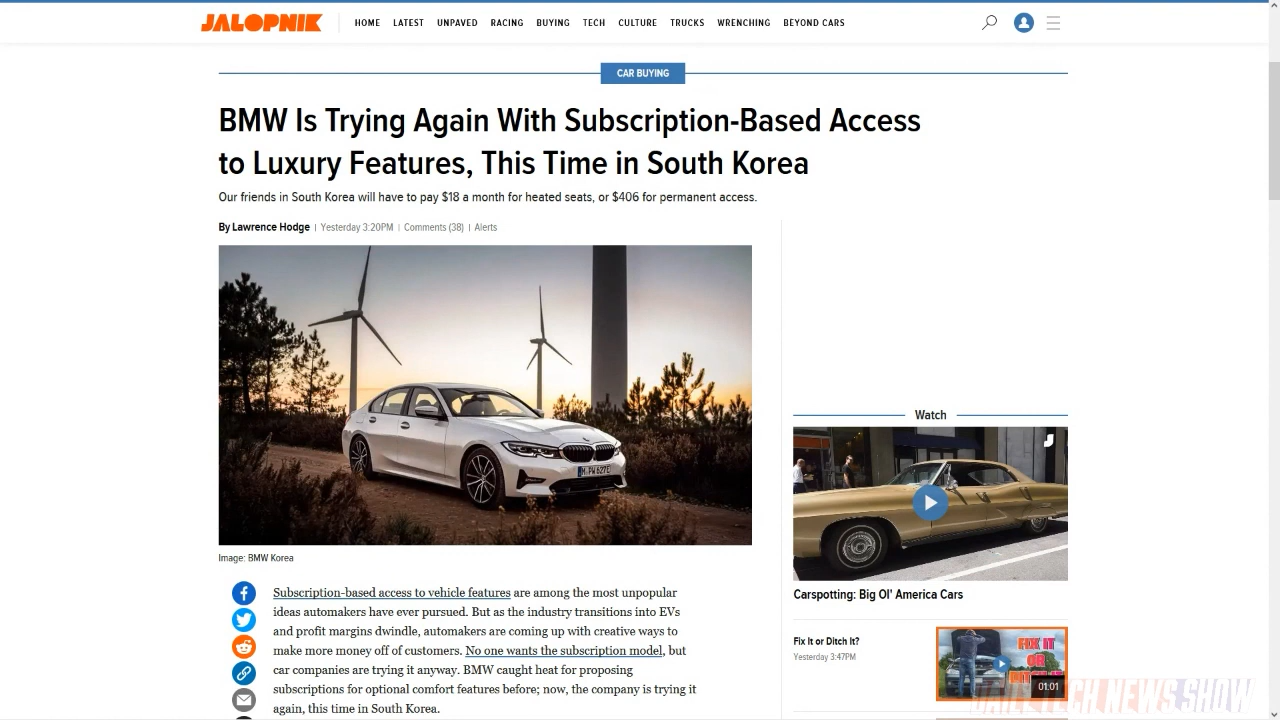 JALOPNIK
HOME LATEST UNPAVED RACING BUYING TECH CULTURE TRUCKS WRENCHING BEYOND CARS
CAR BUYING
BMW Is Trying Again With Subscription-Based Access
to Luxury Features, This Time in South Korea
Our friends in South Korea will have to pay $18 a month for heated seats, or $406 for permanent access.
By Lawrence Hodge | Yesterday 3:20PM | Comments (38) | Alerts
Image: BMW Korea
Subscription-based access to vehicle features are among the most unpopular
ideas automakers have ever pursued. But as the industry transitions into EVs
and profit margins dwindle, automakers are coming up with creative ways to
make more money off of customers. No one wants the subscription model, but
car companies are trying it anyway. BMW caught heat for proposing
subscriptions for optional comfort features before; now, the company is trying it
again, this time in South Korea.
Watch
Carspotting: Big Ol' America Cars
Fix It or Ditch It?
Yesterday 3:47PM
FIX IT
OR
01:01
DAILYTECHNEWS.SHOW